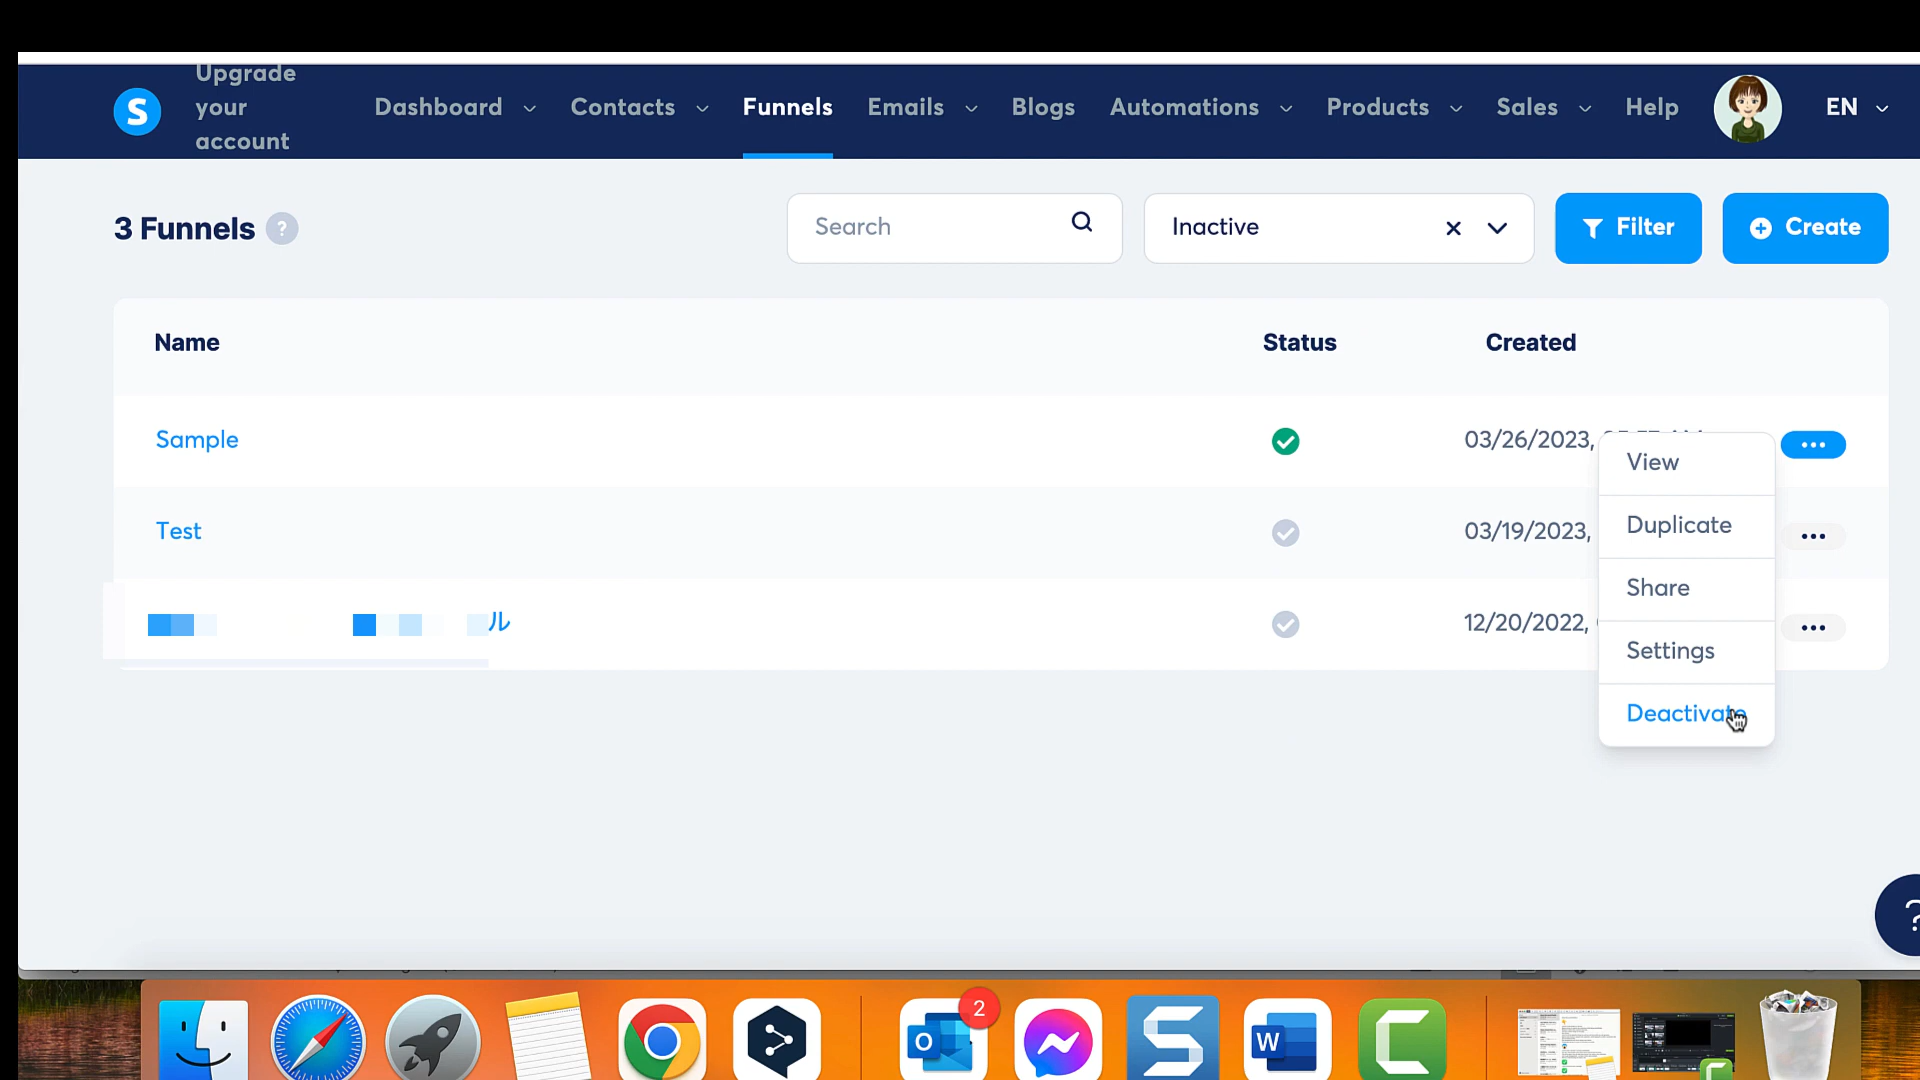 Upgrade
your
account
S
Dashboard
Contacts
Funnels
Emails
Blogs
Automations
Products
Sales
Help
EN
3 Funnels ?
Search
Inactive
Filter
Create
Name
Status
Created
Sample
03/26/2023,
Test
03/19/2023,
ル
12/20/2022,
View
Duplicate
Share
Settings
Deactivate
?
2
O
S
W
C